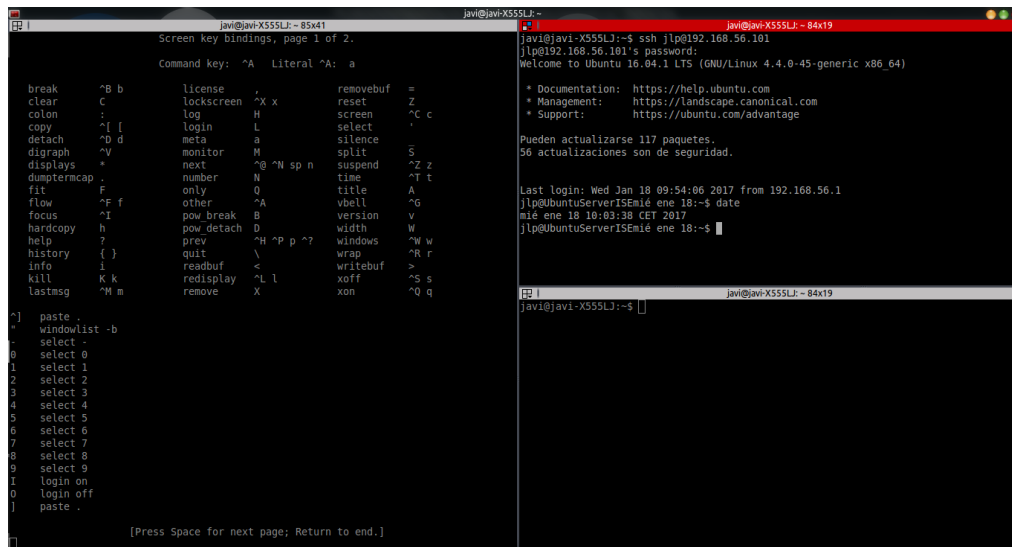 javi@javi-X555LJ: ~
javi@javi-X555LJ: ~ 85x41
Screen key bindings, page 1 of 2.
Command key:  ^A   Literal ^A:  a
break       ^B b        license     ,           removebuf   =
clear       C           lockscreen  ^X x        reset       Z
colon       :           log         H           screen      ^C c
copy        ^[ [        login       L           select      '
detach      ^D d        meta        a           silence     _
digraph     ^V          monitor     M           split       S
displays    *           next        ^@ ^N sp n  suspend     ^Z z
dumptermcap .           number      N           time        ^T t
fit         F           only        Q           title       A
flow        ^F f        other       ^A          vbell       ^G
focus       ^I          pow_break   B           version     v
hardcopy    h           pow_detach  D           width       W
help        ?           prev        ^H ^P p ^?  windows     ^W w
history     { }         quit        \           wrap        ^R r
info        i           readbuf     <           writebuf    >
kill        K k         redisplay   ^L l        xoff        ^S s
lastmsg     ^M m        remove      X           xon         ^Q q
^]   paste .
"    windowlist -b
-    select -
0    select 0
1    select 1
2    select 2
3    select 3
4    select 4
5    select 5
6    select 6
7    select 7
8    select 8
9    select 9
I    login on
O    login off
]    paste .
[Press Space for next page; Return to end.]
javi@javi-X555LJ: ~ 84x19
javi@javi-X555LJ:~$ ssh jlp@192.168.56.101
jlp@192.168.56.101's password:
Welcome to Ubuntu 16.04.1 LTS (GNU/Linux 4.4.0-45-generic x86_64)
* Documentation:  https://help.ubuntu.com
* Management:     https://landscape.canonical.com
* Support:        https://ubuntu.com/advantage
Pueden actualizarse 117 paquetes.
56 actualizaciones son de seguridad.
Last login: Wed Jan 18 09:54:06 2017 from 192.168.56.1
jlp@UbuntuServerISEmié ene 18:~$ date
mié ene 18 10:03:38 CET 2017
jlp@UbuntuServerISEmié ene 18:~$
javi@javi-X555LJ: ~ 84x19
javi@javi-X555LJ:~$